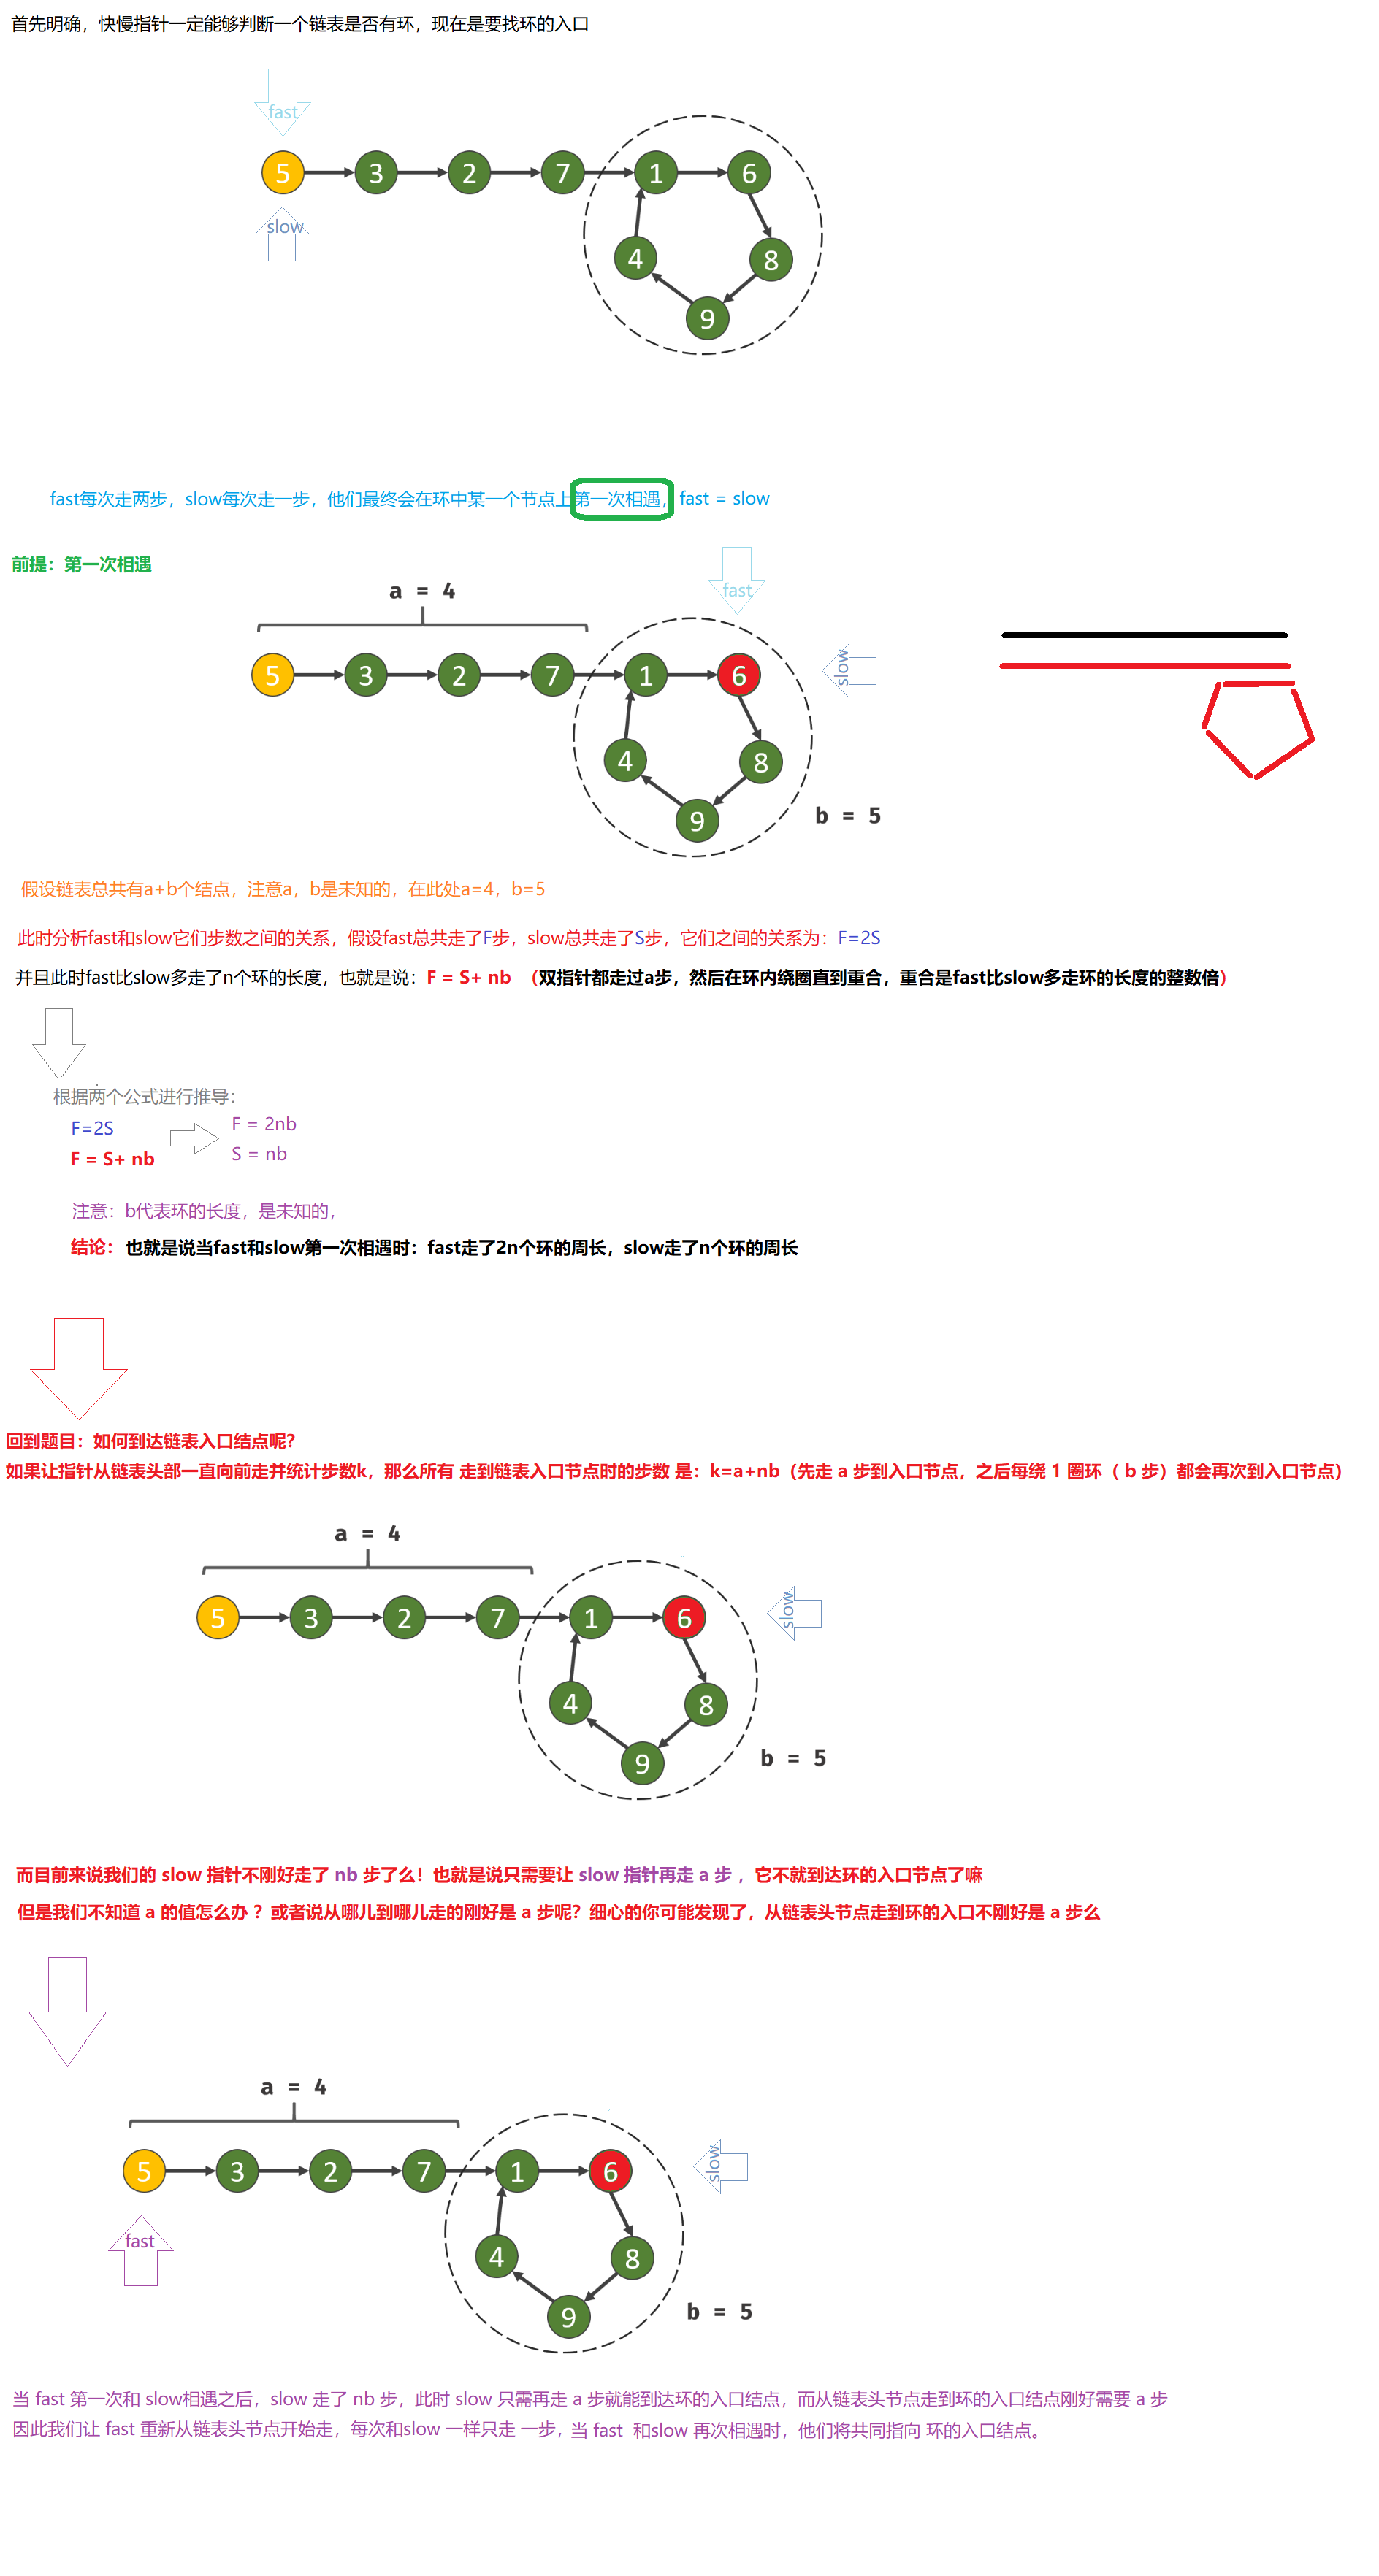 首先明确，快慢指针一定能够判断一个链表是否有环，现在是要找环的入口
fast
5 3 2 7 1 6
slow
4 8
9
fast每次走两步，slow每次走一步，他们最终会在环中某一个节点上第一次相遇，fast = slow
前提：第一次相遇
fast
a = 4
slow
5 3 2 7 1 6
4 8
9
b = 5
假设链表总共有a+b个结点，注意a，b是未知的，在此处a=4，b=5
此时分析fast和slow它们步数之间的关系，假设fast总共走了F步，slow总共走了S步，它们之间的关系为：F=2S
并且此时fast比slow多走了n个环的长度，也就是说：F = S+ nb （双指针都走过a步，然后在环内绕圈直到重合，重合是fast比slow多走环的长度的整数倍）
根据两个公式进行推导：
F=2S
F = S+ nb
F = 2nb
S = nb
注意：b代表环的长度，是未知的，
结论：也就是说当fast和slow第一次相遇时：fast走了2n个环的周长，slow走了n个环的周长
回到题目：如何到达链表入口结点呢？
如果让指针从链表头部一直向前走并统计步数k，那么所有 走到链表入口节点时的步数 是：k=a+nb（先走 a 步到入口节点，之后每绕 1 圈环（ b 步）都会再次到入口节点）
a = 4
slow
5 3 2 7 1 6
4 8
9
b = 5
而目前来说我们的 slow 指针不刚好走了 nb 步了么！也就是说只需要让 slow 指针再走 a 步 ，它不就到达环的入口节点了嘛
但是我们不知道 a 的值怎么办 ？或者说从哪儿到哪儿走的刚好是 a 步呢？细心的你可能发现了，从链表头节点走到环的入口不刚好是 a 步么
a = 4
slow
5 3 2 7 1 6
fast
4 8
9
b = 5
当 fast 第一次和 slow相遇之后，slow 走了 nb 步，此时 slow 只需再走 a 步就能到达环的入口结点，而从链表头节点走到环的入口结点刚好需要 a 步
因此我们让 fast 重新从链表头节点开始走，每次和slow 一样只走 一步，当 fast 和slow 再次相遇时，他们将共同指向 环的入口结点。